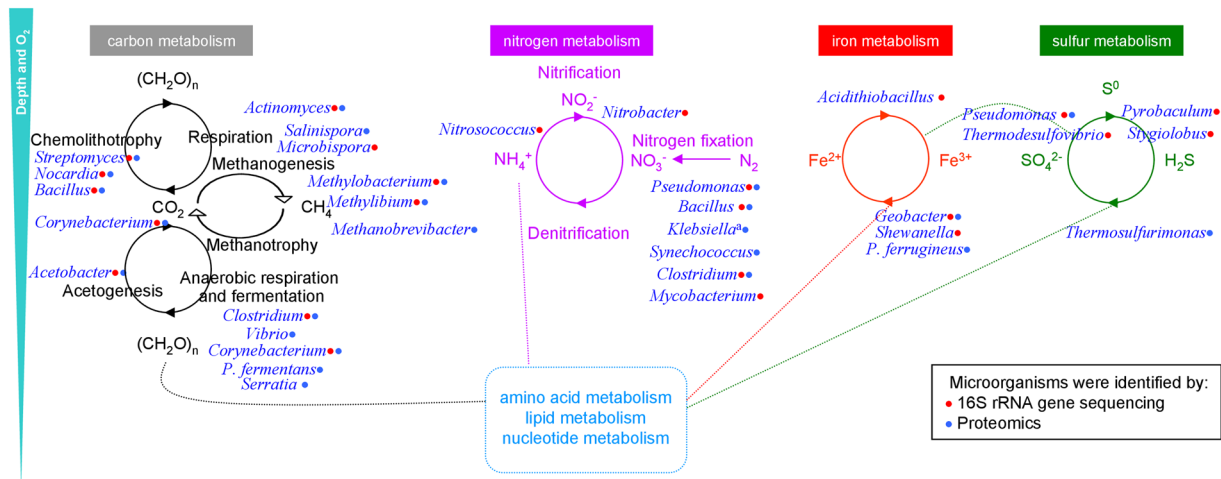 Depth and O2
carbon metabolism
nitrogen metabolism
iron metabolism
sulfur metabolism
(CH2O)n
Chemolithotrophy
Streptomyces
Nocardia
Bacillus
Respiration
Actinomyces
Salinispora
Microbispora
Methanogenesis
Methylobacterium
Methylibium
Methanobrevibacter
CO2
CH4
Methanotrophy
Corynebacterium
Acetobacter
Acetogenesis
Anaerobic respiration
and fermentation
Clostridium
Vibrio
Corynebacterium
P. fermentans
Serratia
(CH2O)n
Nitrification
NO2-
Nitrobacter
Nitrosococcus
Nitrogen fixation
NH4+
NO3-
N2
Denitrification
Pseudomonas
Bacillus
Klebsiellaª
Synechococcus
Clostridium
Mycobacterium
Acidithiobacillus
Fe2+
Fe3+
Geobacter
Shewanella
P. ferrugineus
S0
Pseudomonas
Thermodesulfovibrio
Pyrobaculum
Stygiolobus
SO42-
H2S
Thermosulfurimonas
amino acid metabolism
lipid metabolism
nucleotide metabolism
Microorganisms were identified by:
16S rRNA gene sequencing
Proteomics